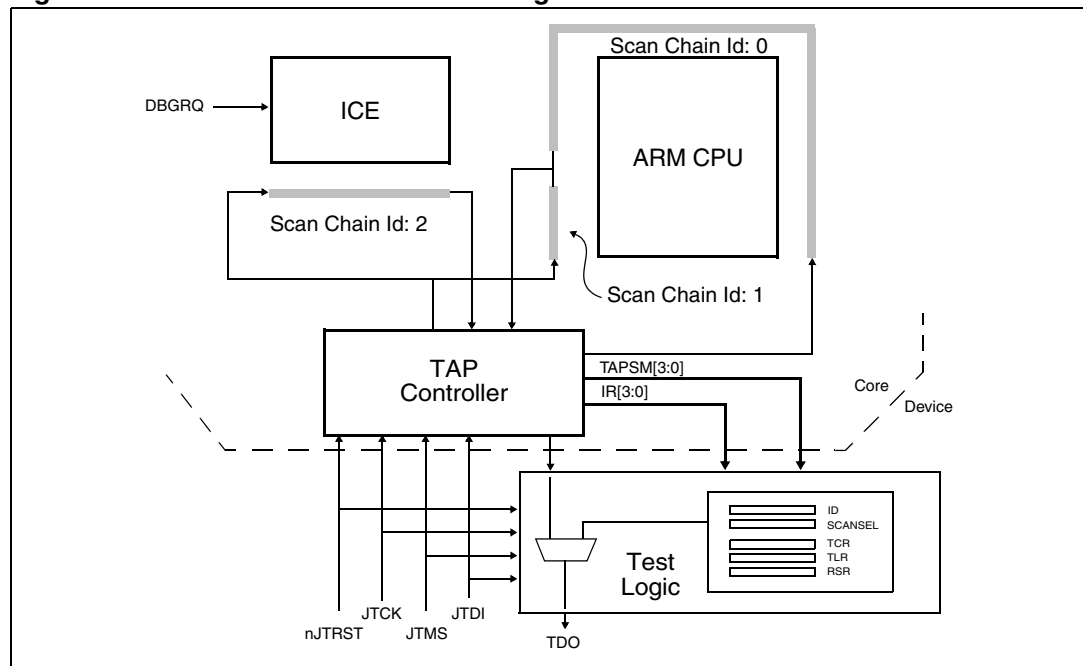 Scan Chain Id: 0
DBGRQ
ICE
ARM CPU
Scan Chain Id: 2
Scan Chain Id: 1
TAP
Controller
TAPSM[3:0]
IR[3:0]
Core
Device
ID
SCANSEL
TCR
TLR
RSR
Test
Logic
nJTRST
JTCK
JTMS
JTDI
TDO